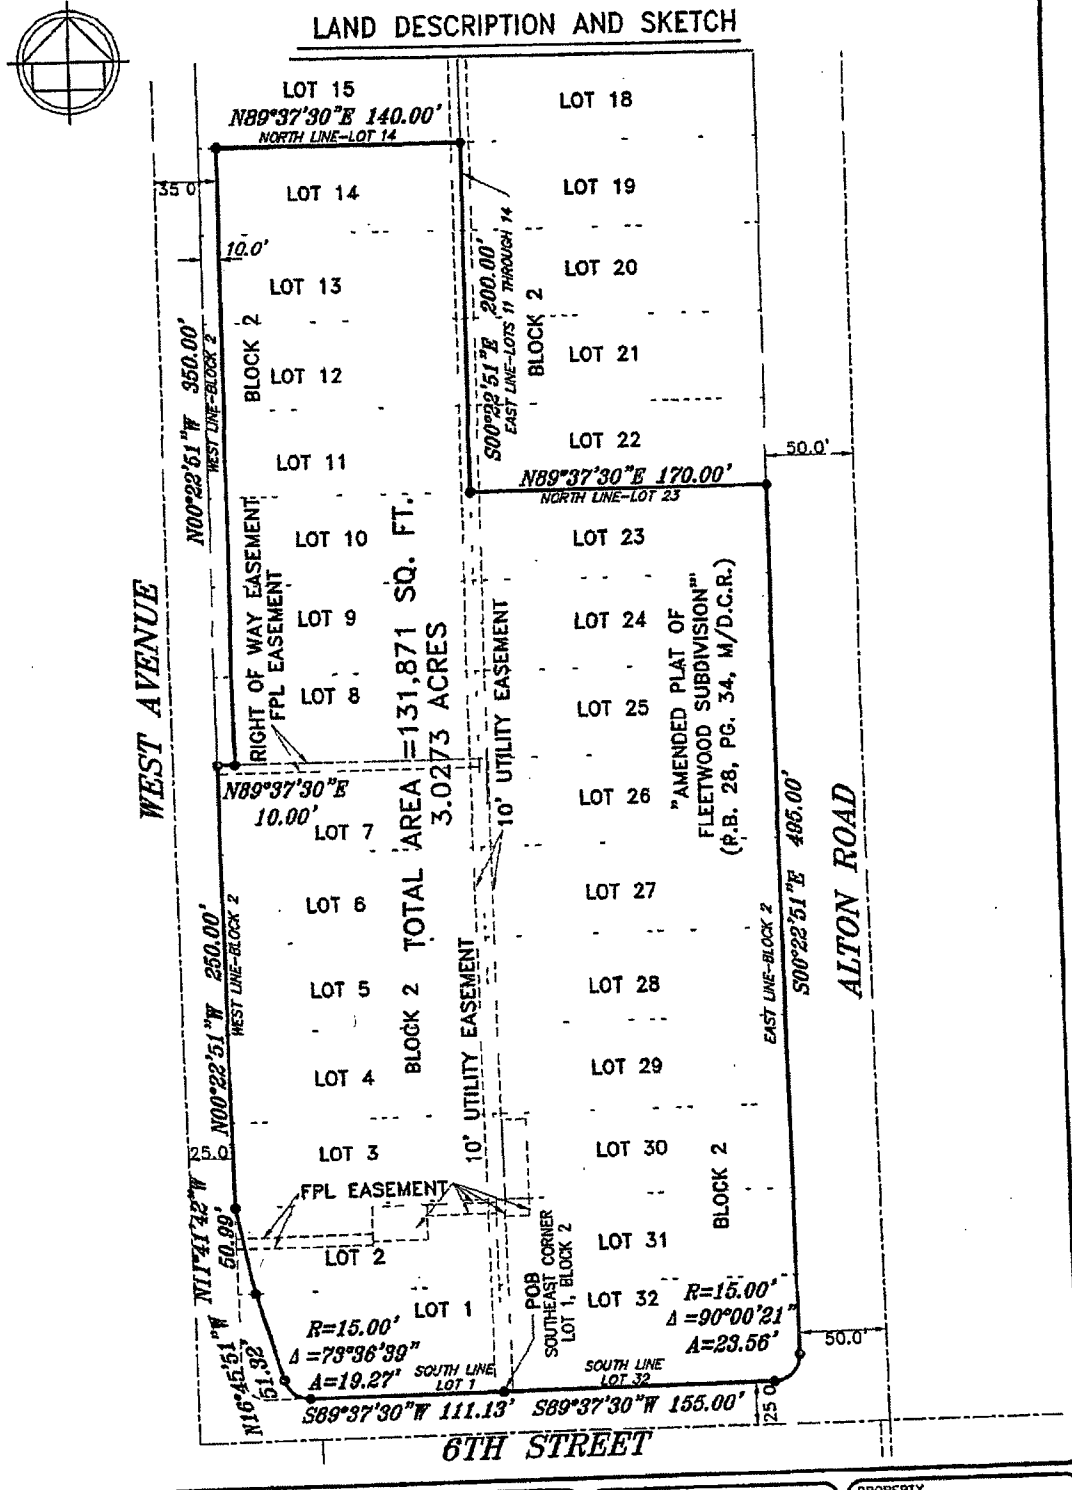 LAND DESCRIPTION AND SKETCH
LOT 15
N89°37'30"E 140.00'
NORTH LINE-LOT 14
LOT 18
35.0
LOT 14
LOT 19
10.0'
LOT 13
LOT 20
S00°22'51"E 200.00'
EAST LINE-LOTS 11 THROUGH 14
BLOCK 2
N00°22'51"W 350.00'
WEST LINE-BLOCK 2
BLOCK 2
LOT 12
LOT 21
LOT 11
LOT 22
50.0'
N89°37'30"E 170.00'
NORTH LINE-LOT 23
LOT 10
LOT 23
RIGHT OF WAY EASEMENT
FPL EASEMENT
LOT 9
LOT 24
LOT 8
LOT 25
WEST AVENUE
BLOCK 2 TOTAL AREA=131,871 SQ. FT.
3.0273 ACRES
10' UTILITY EASEMENT
"AMENDED PLAT OF
FLEETWOOD SUBDIVISION"
(P.B. 28, PG. 34, M/D.C.R.)
N89°37'30"E
10.00'
LOT 7
LOT 26
LOT 6
LOT 27
S00°22'51"E 495.00'
EAST LINE-BLOCK 2
ALTON ROAD
N00°22'51"W 250.00'
WEST LINE-BLOCK 2
LOT 5
LOT 28
10' UTILITY EASEMENT
LOT 4
LOT 29
25.0'
LOT 3
LOT 30
BLOCK 2
FPL EASEMENT
N11°41'42"W
50.99'
LOT 2
LOT 31
POB
SOUTHEAST CORNER
LOT 1, BLOCK 2
LOT 1
LOT 32
R=15.00'
Δ=90°00'21"
A=23.56'
50.0'
N16°45'51"W
51.32'
R=15.00'
Δ=73°36'39"
A=19.27'
SOUTH LINE
LOT 1
SOUTH LINE
LOT 32
S89°37'30"W 111.13'
S89°37'30"W 155.00'
25.0
6TH STREET
PROPERTY